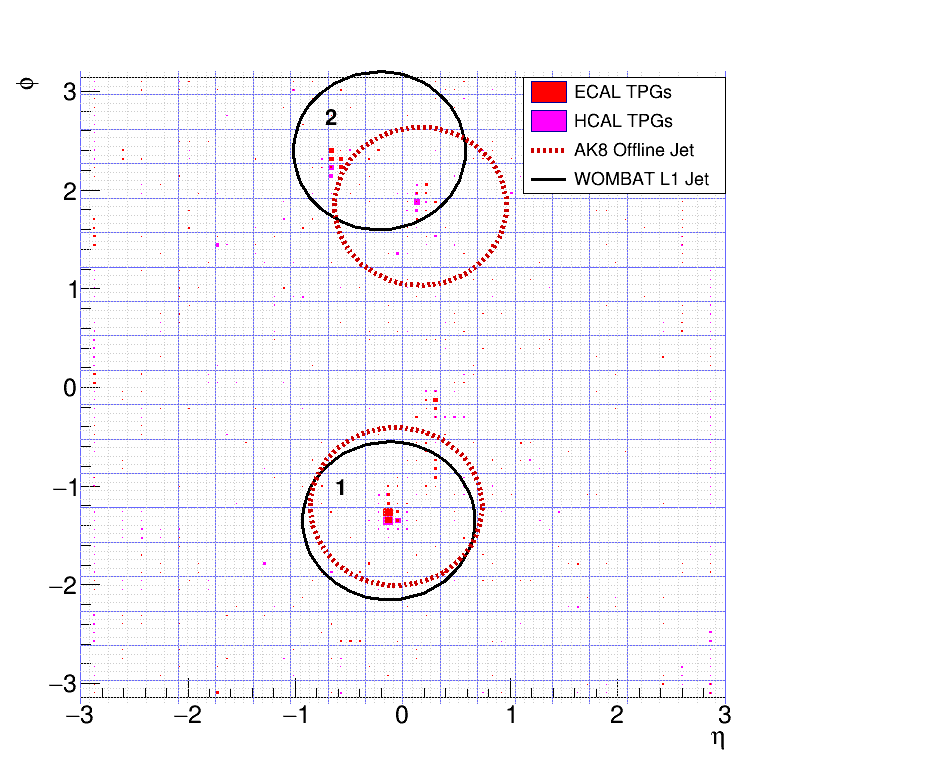 φ
3
2
1
0
−1
−2
−3
2
1
ECAL TPGs
HCAL TPGs
AK8 Offline Jet
WOMBAT L1 Jet
−3 −2 −1 0 1 2 3
η